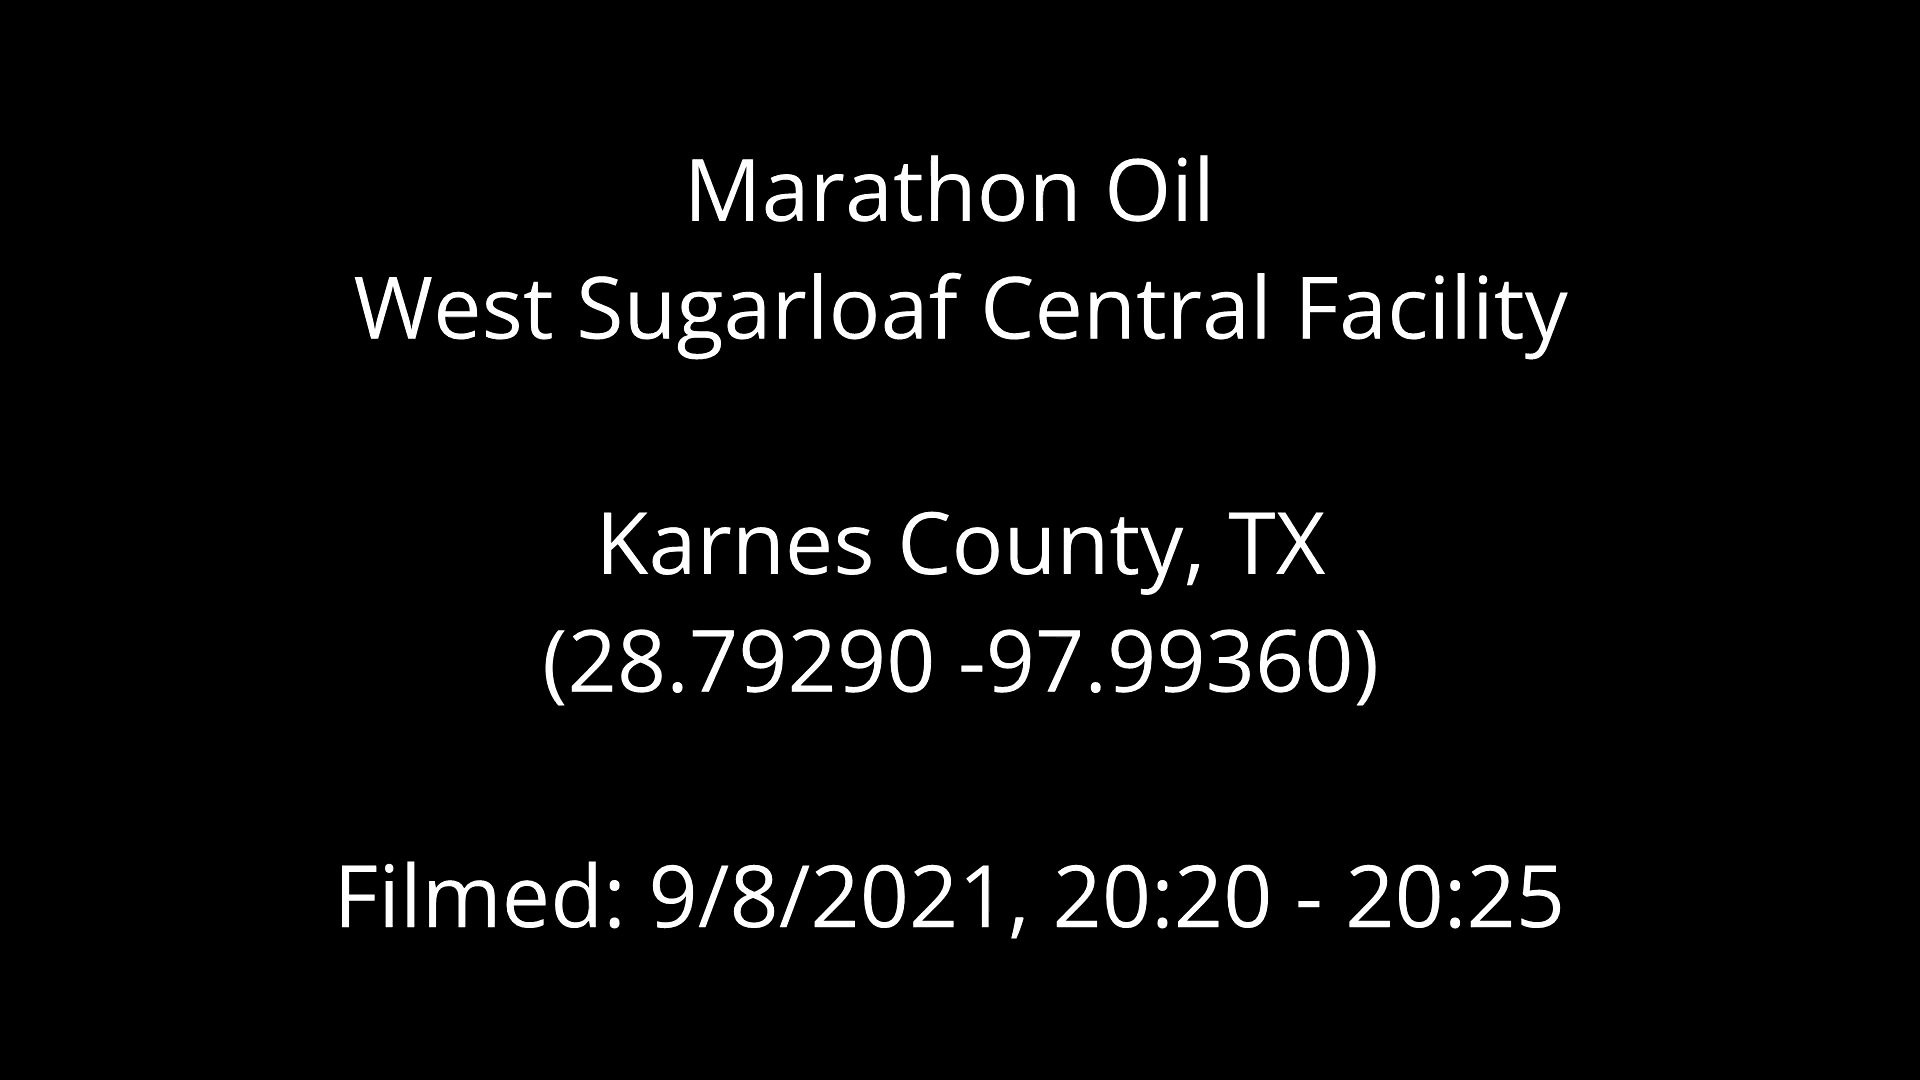 Marathon Oil
West Sugarloaf Central Facility
Karnes County, TX
(28.79290 -97.99360)
Filmed: 9/8/2021, 20:20 - 20:25